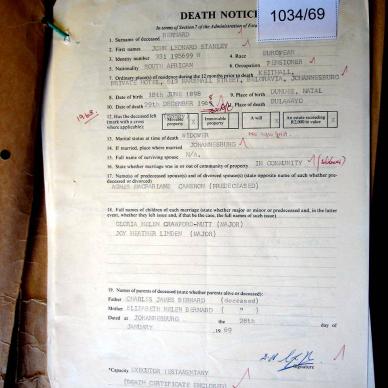 DEATH NOTICE
1034/69
In terms of Section 7 of the Administration of
1. Surname of deceased BERNARD
2. First names JOHN LEONARD STANLEY
3. Identity number 331 195699 4. Race EUROPEAN
5. Nationality SOUTH AFRICAN 6. Occupation PENSIONER
7. Ordinary place(s) of residence during the 12 months prior to death KEITHALL,
PRIVATE HOTEL, MARSHALL STREET, BELGRAVIA, JOHANNESBURG
8. Date of birth 18th JUNE 1898 9. Place of birth DUNDEE, NATAL
10. Date of death 29th DECEMBER 1968 Place of death BULAWAYO
1968
12. Has the deceased left (mark with a cross where applicable):
Movable property
Immovable property
A will
An estate exceeding R2,000 in value
13. Marital status at time of death WIDOWER
14. If married, place where married JOHANNESBURG
15. Full name of surviving spouse N/A.
16. State whether marriage was in or out of community of property IN COMMUNITY
17. Name(s) of predeceased spouse(s) and of divorced spouse(s) (state opposite name of each whether predeceased or divorced)
AGNES MACFARLANE CAMERON (PREDECEASED)
18. Full names of children of each marriage (state whether major or minor or predeceased and, in the latter
event, whether they left issue and, if that be the case, the full names of such issue)
GLORIA HELEN CRAWFORD-NUTT (MAJOR)
JOY HEATHER LIMDEN (MAJOR)
19. Names of parents of deceased (state whether parents alive or deceased):
Father CHARLES JAMES BERNARD (deceased)
Mother ELIZABETH HELEN BERNARD ( " )
Dated at JOHANNESBURG the 28th day of
JANUARY 1969
Signature
*Capacity EXECUTOR TESTAMENTARY
(DEATH CERTIFICATE ENCLOSED)